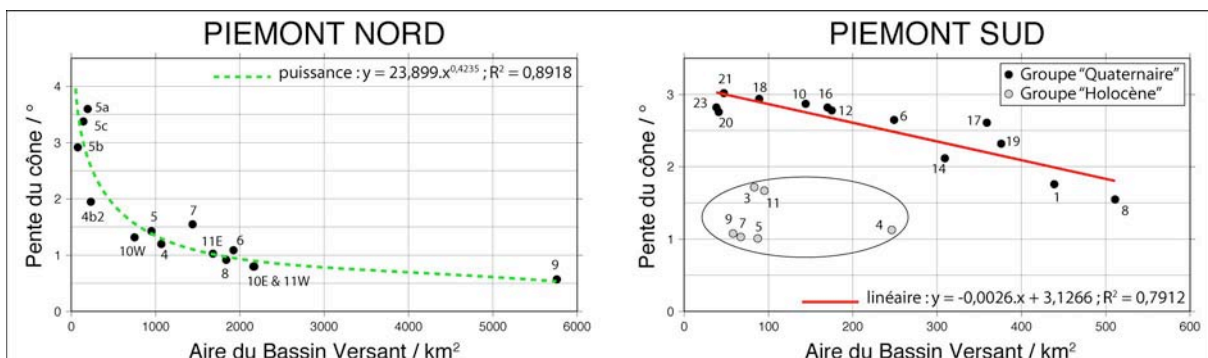 PIEMONT NORD
puissance : y = 23,899.x^0,4235 ; R² = 0,8918
Pente du cône / °
4
3
2
1
0
5a
5c
5b
4b2
10W
5
4
7
11E
8
6
10E & 11W
9
0
1000
2000
3000
4000
5000
6000
Aire du Bassin Versant / km²
PIEMONT SUD
Groupe "Quaternaire"
Groupe "Holocène"
Pente du cône / °
3
2
1
0
23
21
20
18
10
16
12
6
14
17
19
1
8
3
11
9
7
5
4
linéaire : y = -0,0026.x + 3,1266 ; R² = 0,7912
0
100
200
300
400
500
600
Aire du Bassin Versant / km²